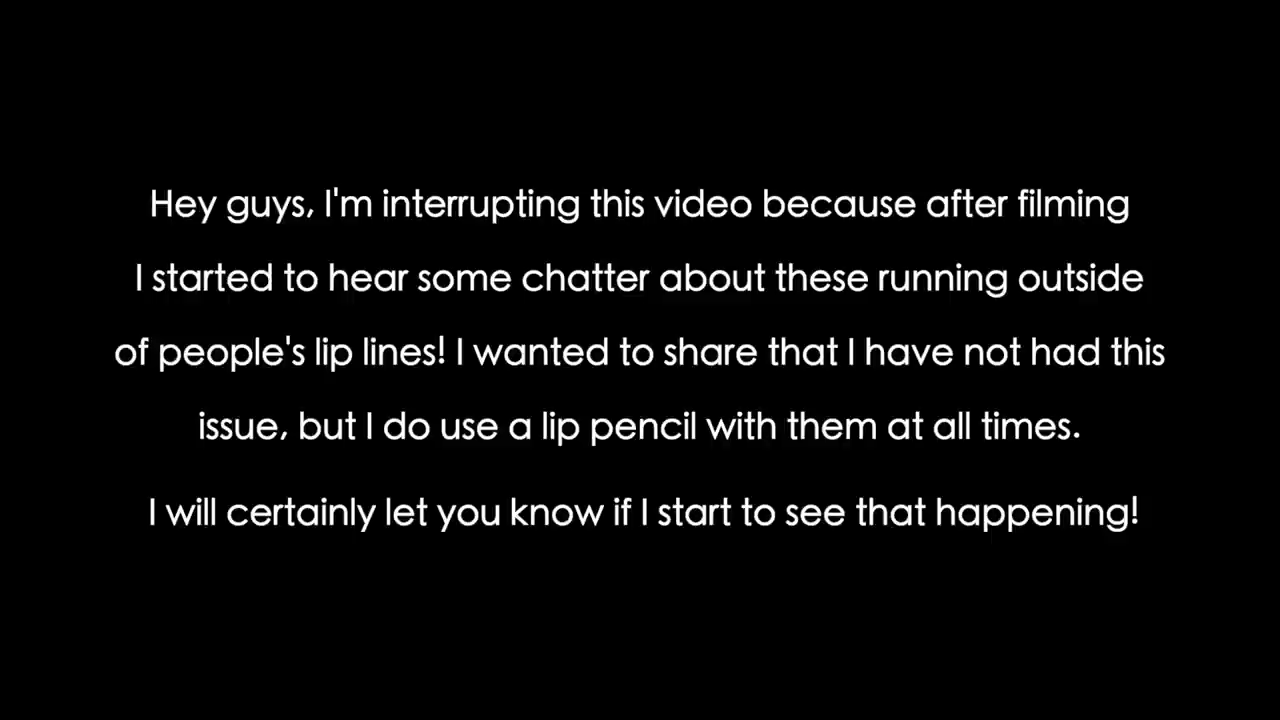 Hey guys, I'm interrupting this video because after filming
I started to hear some chatter about these running outside
of people's lip lines! I wanted to share that I have not had this
issue, but I do use a lip pencil with them at all times.
I will certainly let you know if I start to see that happening!